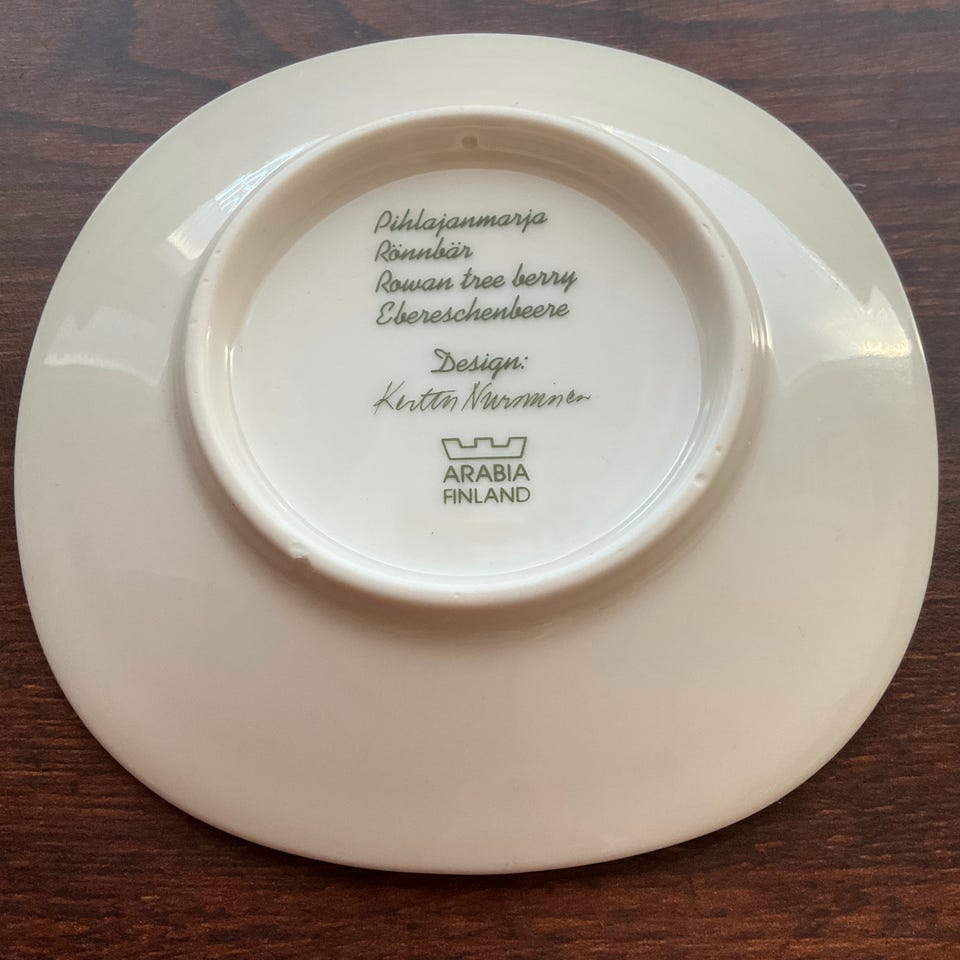 Pihlajanmarja
Rönnbär
Rowan tree berry
Ebereschenbeere
Design:
Kerttu Nurminen
ARABIA
FINLAND